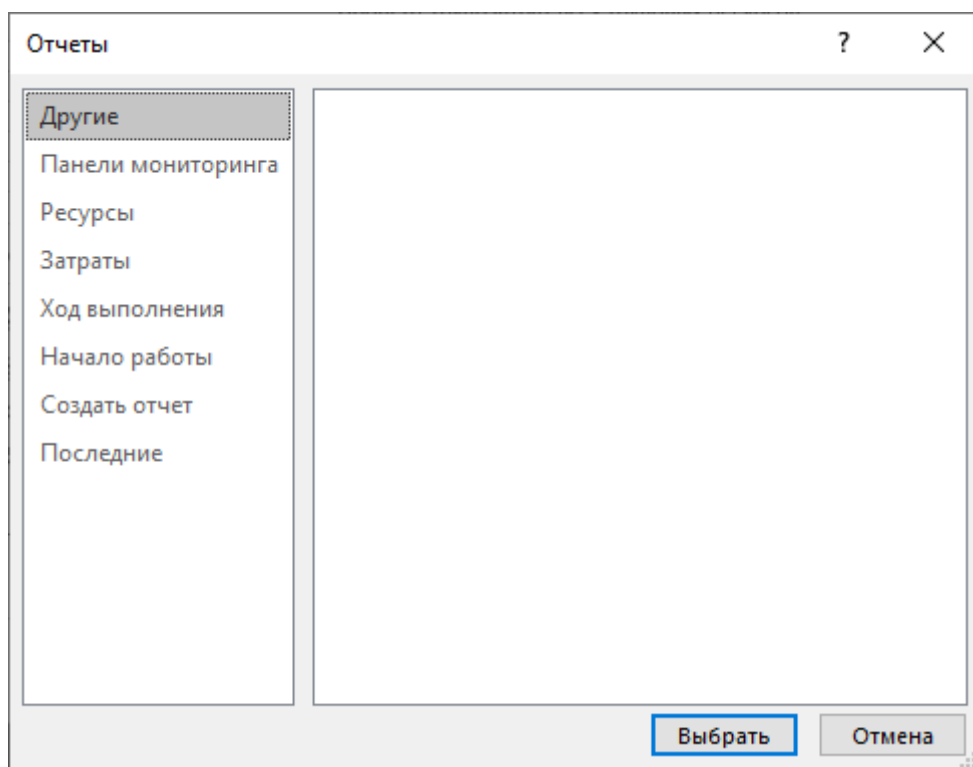 Отчеты
?
Другие
Панели мониторинга
Ресурсы
Затраты
Ход выполнения
Начало работы
Создать отчет
Последние
Выбрать Отмена